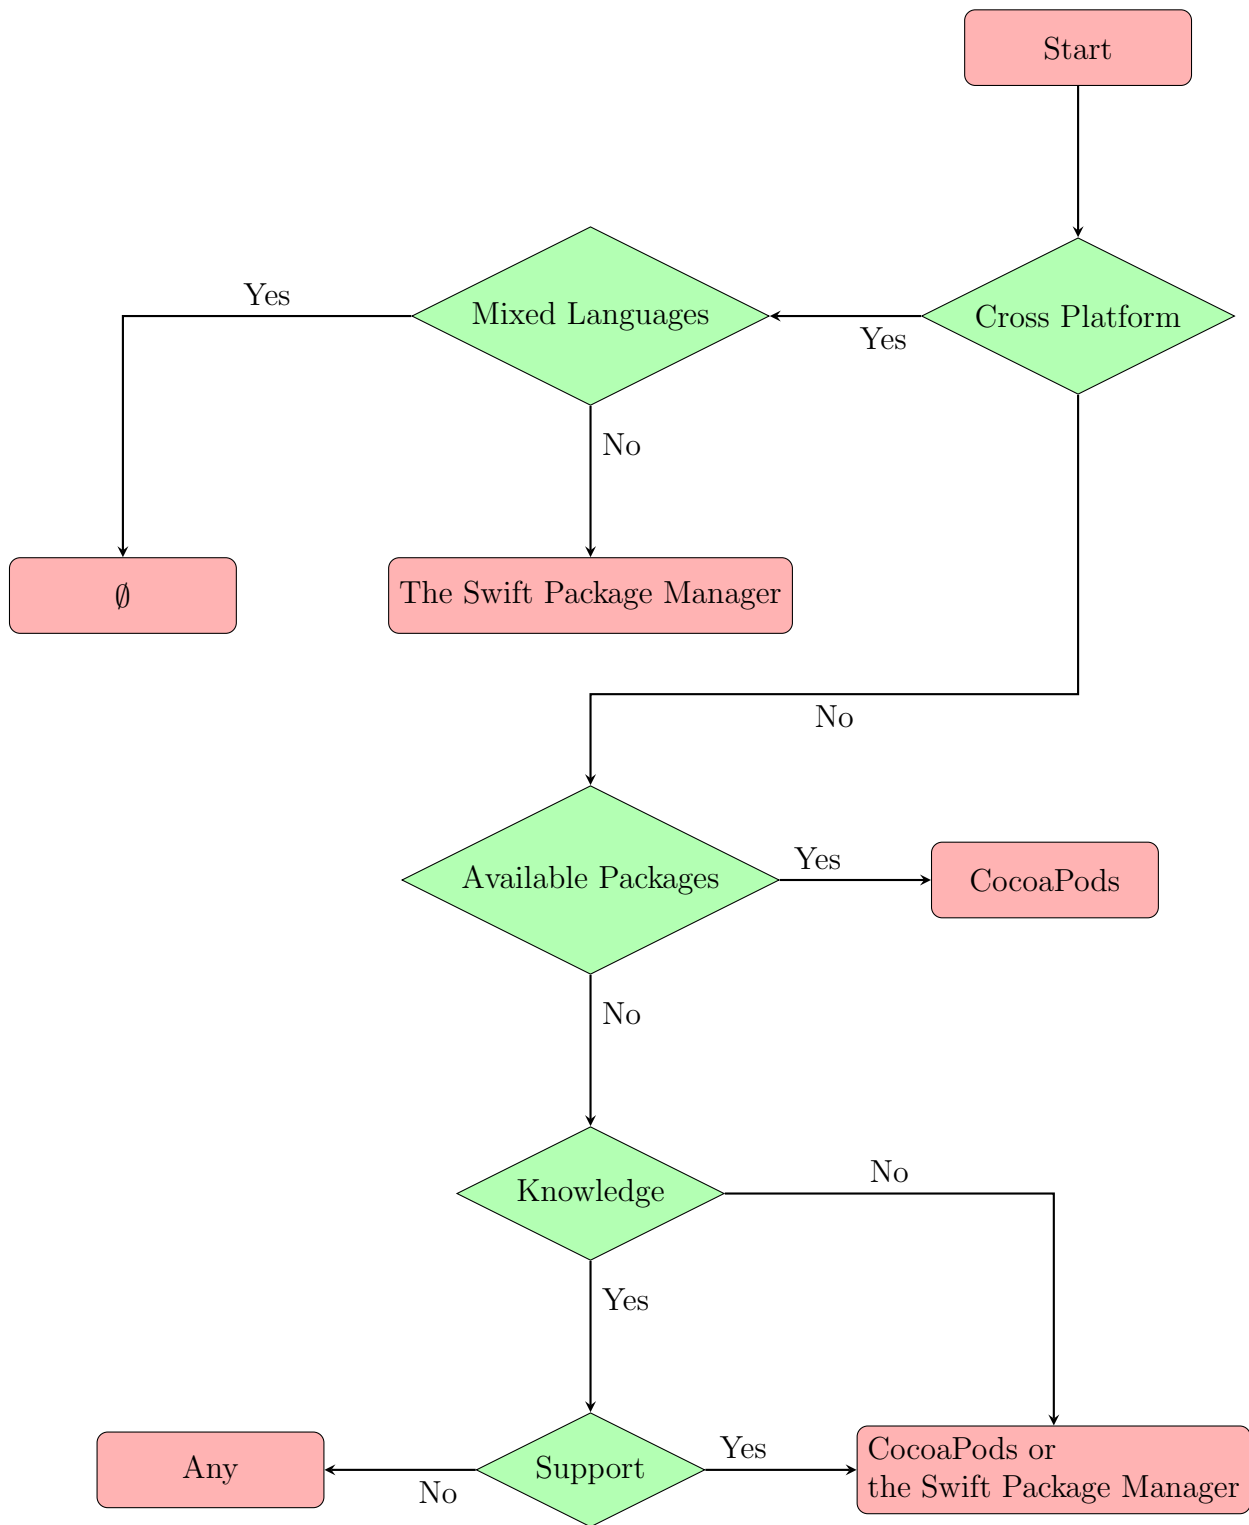 Start
Mixed Languages
Cross Platform
Yes
Yes
No
∅
The Swift Package Manager
No
Available Packages
Yes
CocoaPods
No
Knowledge
No
Yes
Any
No
Support
Yes
CocoaPods or
the Swift Package Manager